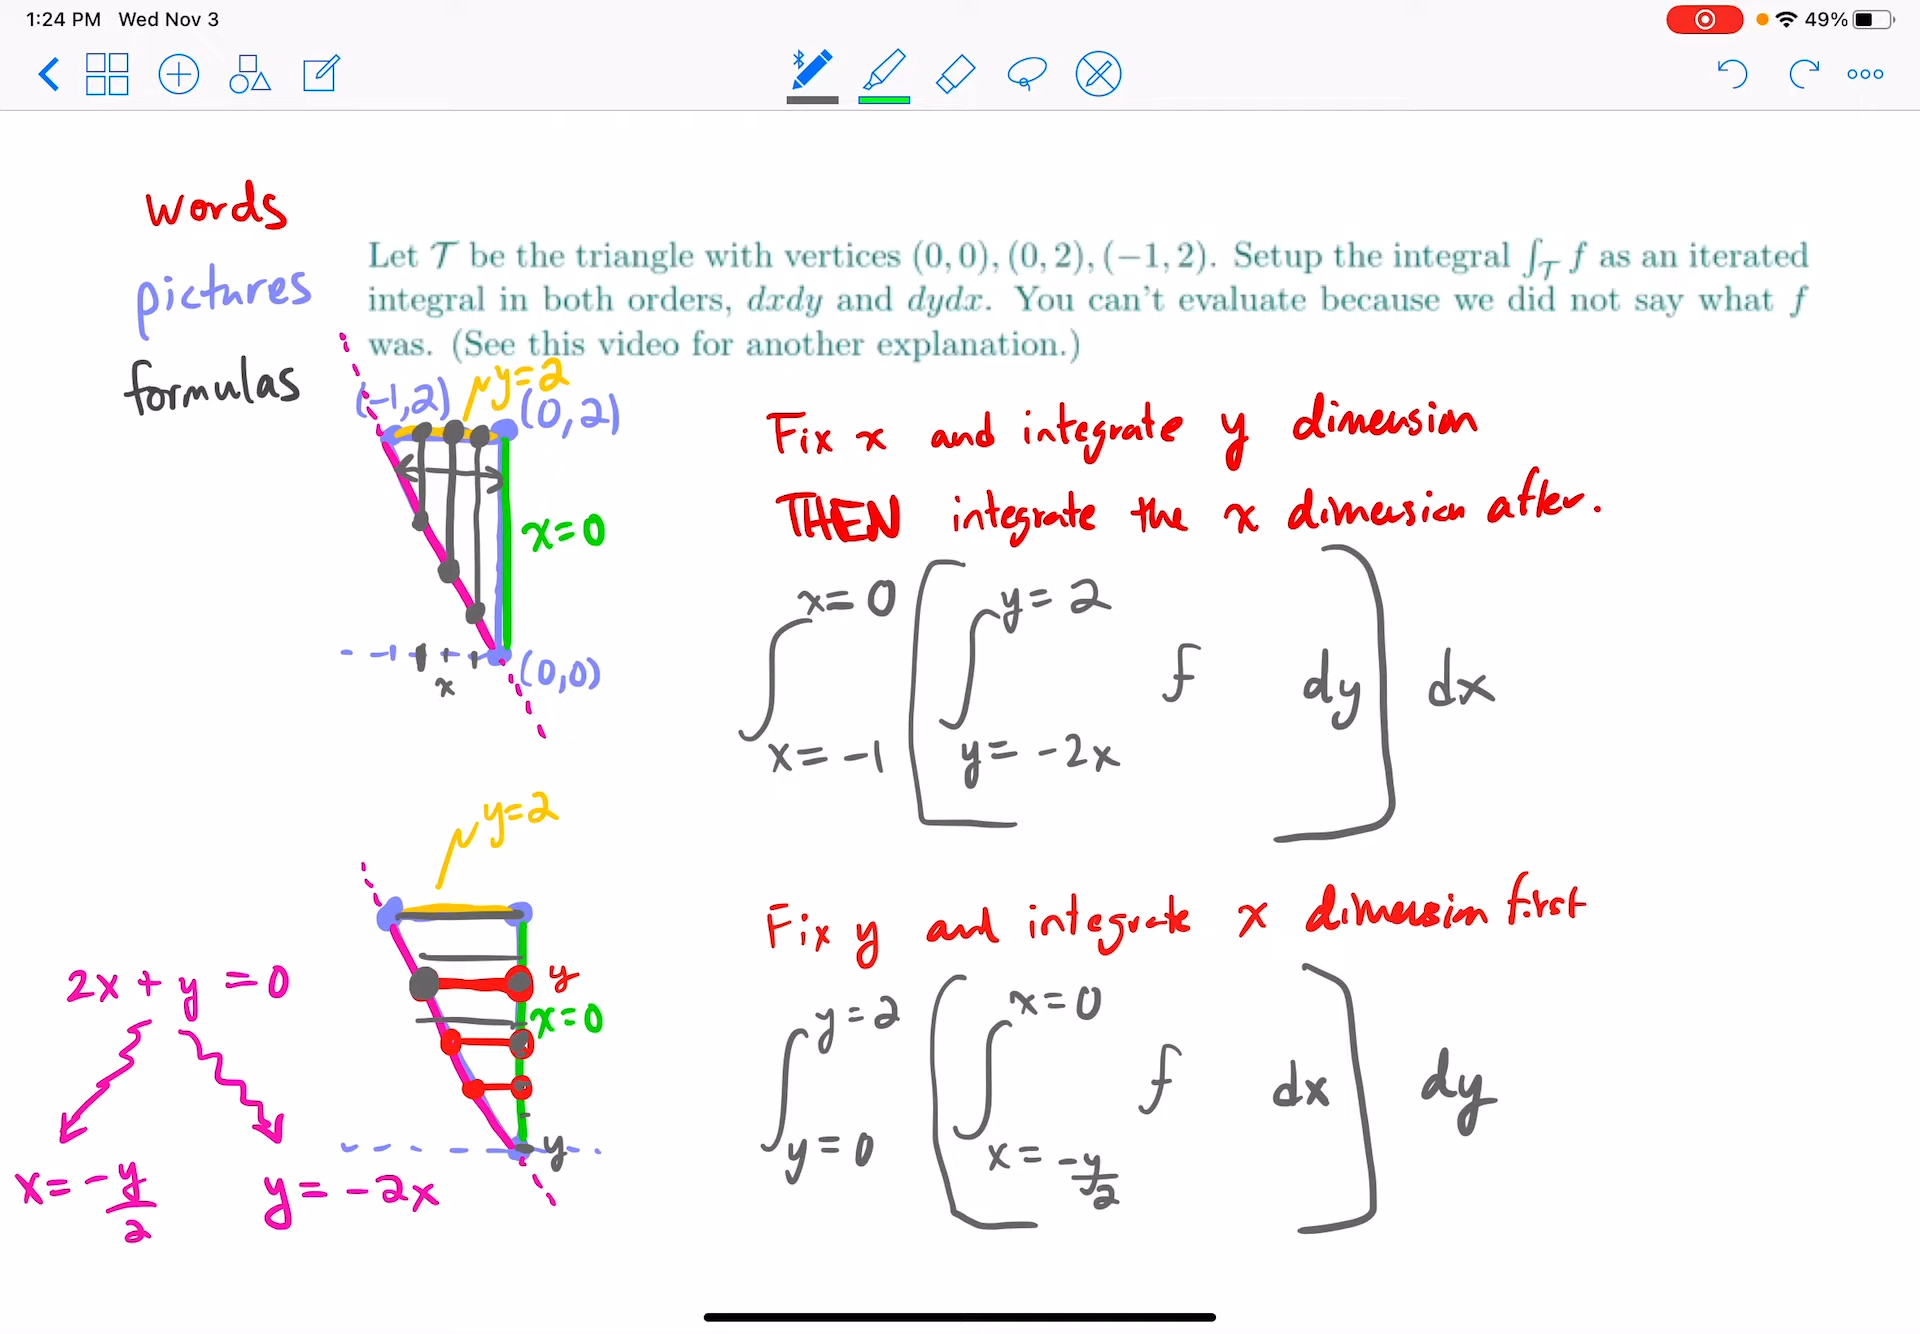 1:24 PM Wed Nov 3
49%
words
pictures
formulas
Let 𝒯 be the triangle with vertices (0, 0), (0, 2), (−1, 2). Setup the integral ∫_𝒯 f as an iterated
integral in both orders, dxdy and dydx. You can't evaluate because we did not say what f
was. (See this video for another explanation.)
y=2
(-1,2)
(0,2)
x=0
-1
x
(0,0)
Fix x and integrate y dimension
THEN integrate the x dimension after.
x=0
y=2
∫ [ ∫ f dy ] dx
x=-1
y=-2x
y=2
y
x=0
y
2x+y=0
x=-y/2
y=-2x
Fix y and integrate x dimension first
y=2
x=0
∫ [ ∫ f dx ] dy
y=0
x=-y/2